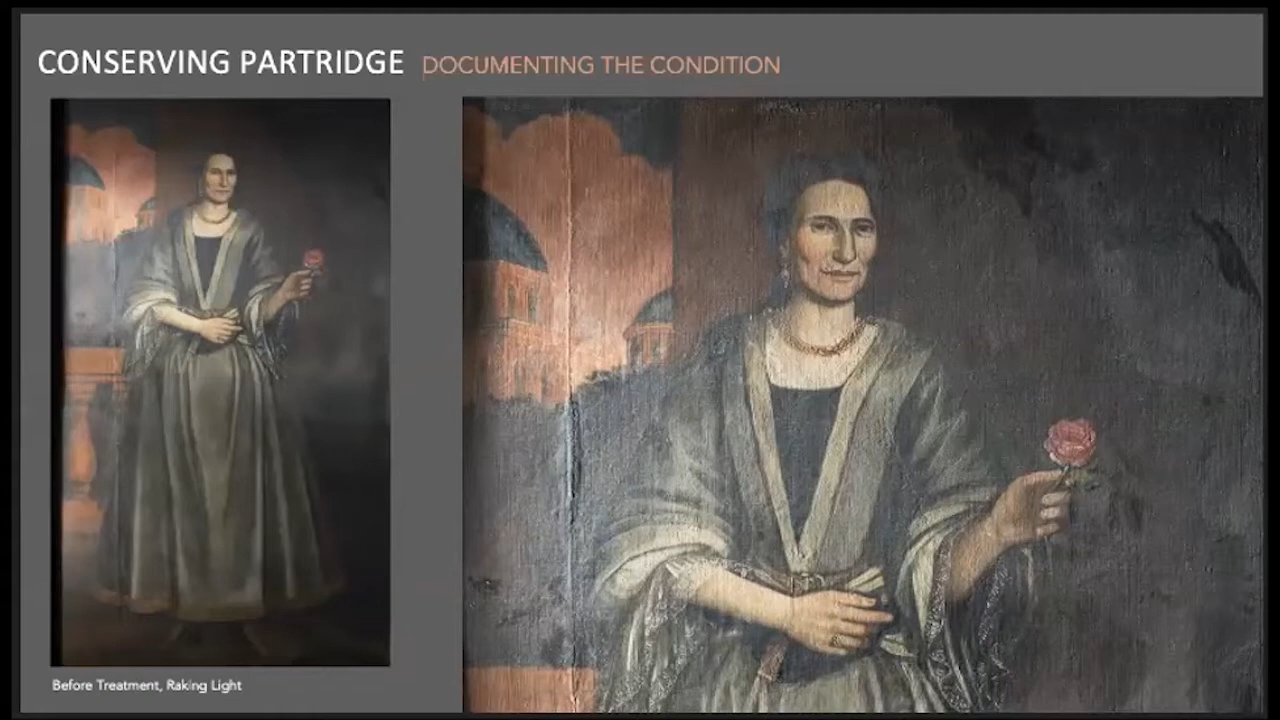 CONSERVING PARTRIDGE DOCUMENTING THE CONDITION
Before Treatment, Raking Light